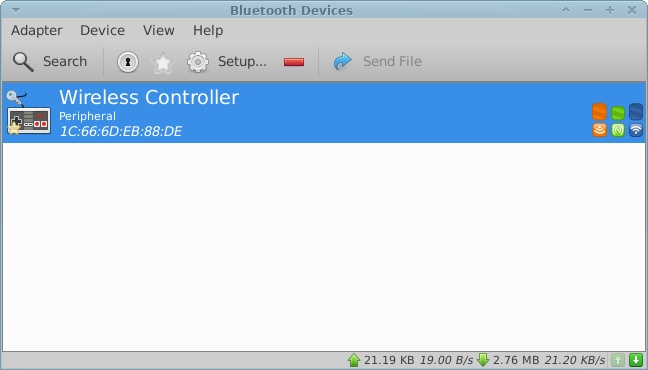 Bluetooth Devices
Adapter Device View Help
Search Setup... Send File
Wireless Controller
Peripheral
1C:66:6D:EB:88:DE
21.19 KB 19.00 B/s 2.76 MB 21.20 KB/s